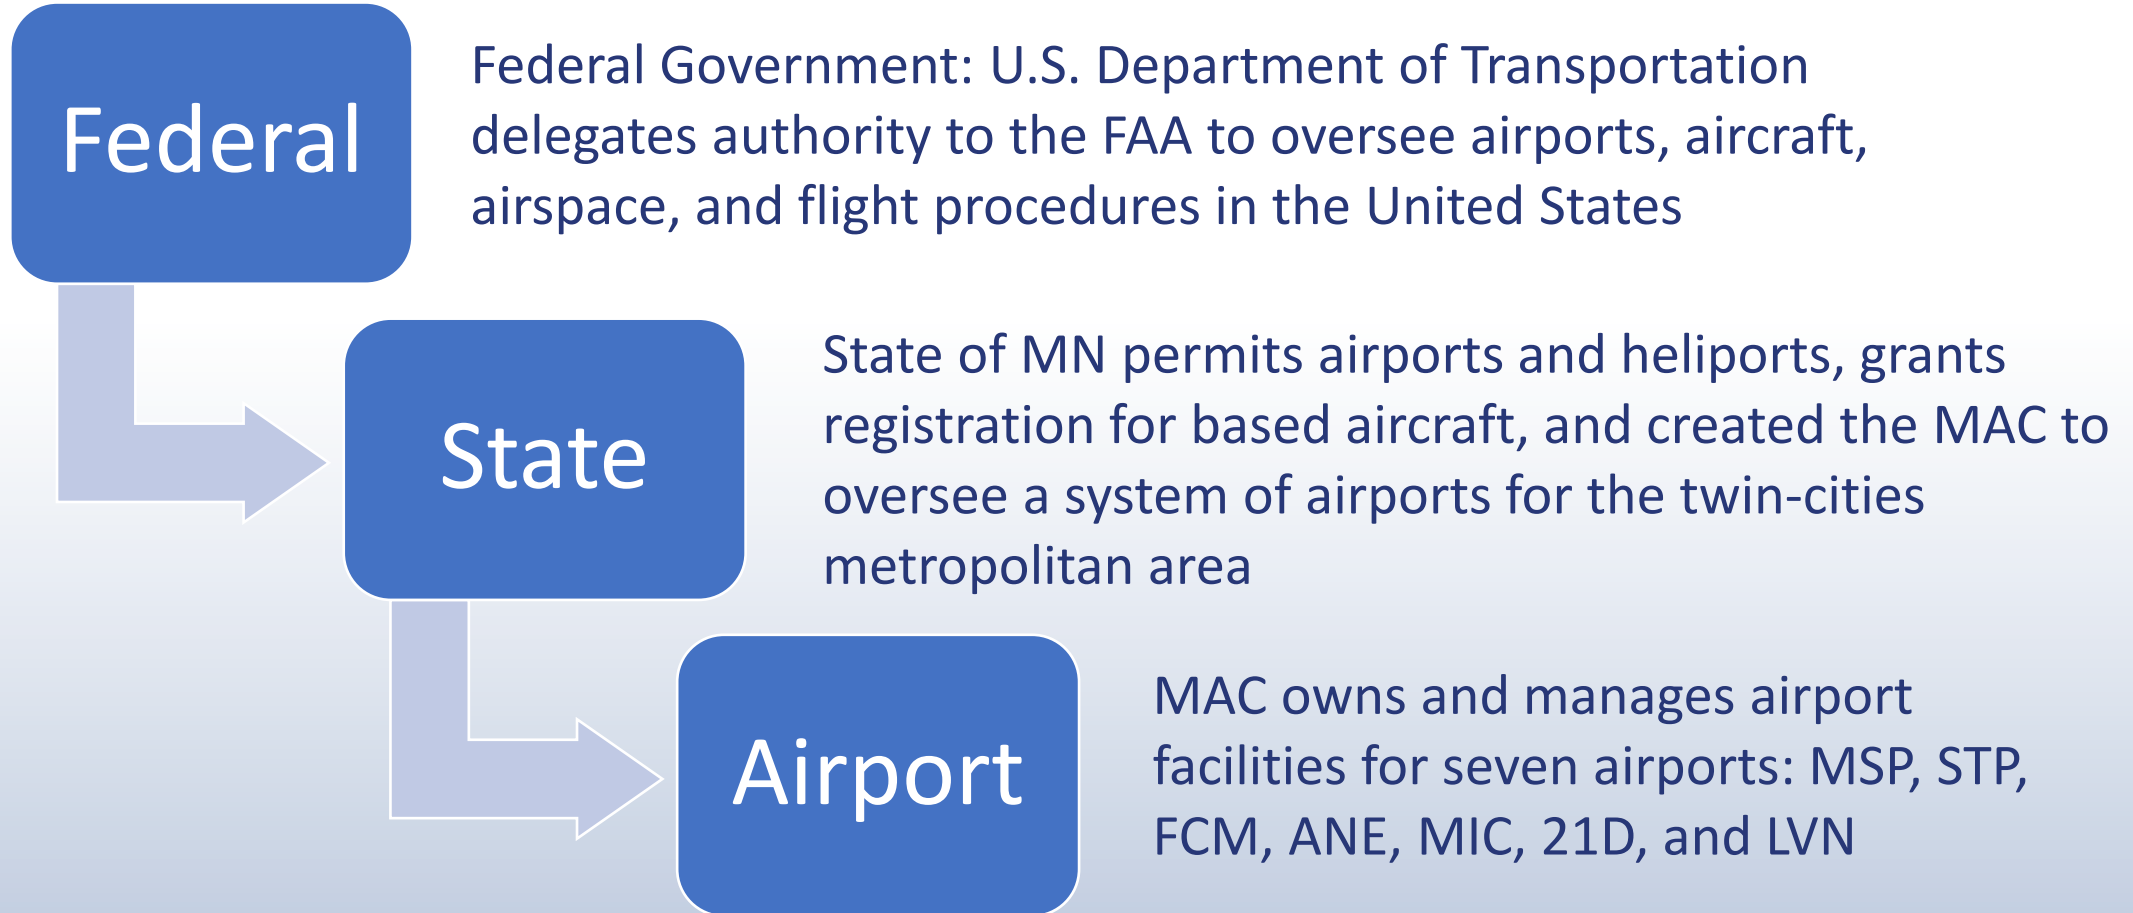 Federal
Federal Government: U.S. Department of Transportation
delegates authority to the FAA to oversee airports, aircraft,
airspace, and flight procedures in the United States
State
State of MN permits airports and heliports, grants
registration for based aircraft, and created the MAC to
oversee a system of airports for the twin-cities
metropolitan area
Airport
MAC owns and manages airport
facilities for seven airports: MSP, STP,
FCM, ANE, MIC, 21D, and LVN